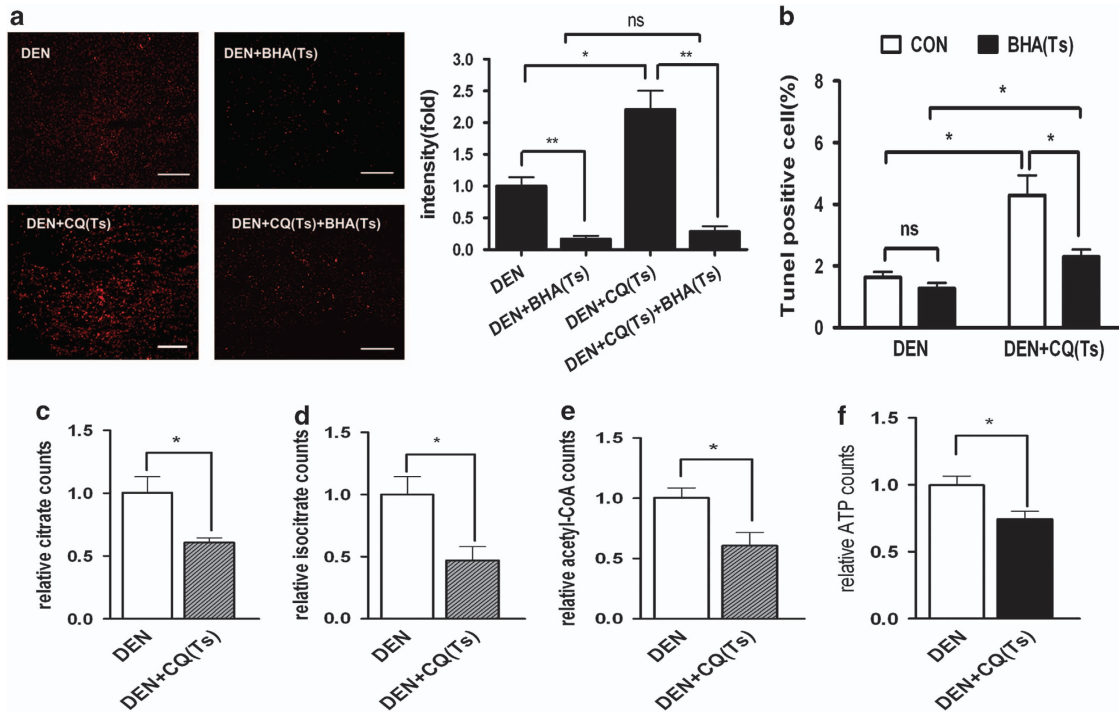 a
DEN
DEN+BHA(Ts)
DEN+CQ(Ts)
DEN+CQ(Ts)+BHA(Ts)
intensity(fold)
3.0
2.5
2.0
1.5
1.0
0.5
0.0
ns
*
**
**
DEN
DEN+BHA(Ts)
DEN+CQ(Ts)
DEN+CQ(Ts)+BHA(Ts)
b
CON BHA(Ts)
Tunel positive cell(%)
8
6
4
2
0
*
*
*
ns
DEN DEN+CQ(Ts)
c
relative citrate counts
1.5
1.0
0.5
0.0
*
DEN
DEN+CQ(Ts)
d
relative isocitrate counts
1.5
1.0
0.5
0.0
*
DEN
DEN+CQ(Ts)
e
relative acetyl-CoA counts
1.5
1.0
0.5
0.0
*
DEN
DEN+CQ(Ts)
f
relative ATP counts
1.5
1.0
0.5
0.0
*
DEN
DEN+CQ(Ts)